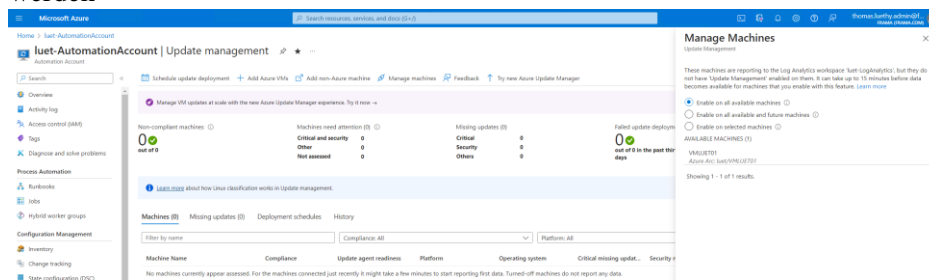 werden
Microsoft Azure
Search resources, services, and docs (G+/)
thomas.luethy.admin@f...
Home > luet-AutomationAccount
luet-AutomationAccount | Update management
Automation Account
Search
Schedule update deployment
Add Azure VMs
Add non-Azure machine
Manage machines
Feedback
Try new Azure Update Manager
Overview
Activity log
Access control (IAM)
Tags
Diagnose and solve problems
Process Automation
Runbooks
Jobs
Hybrid worker groups
Configuration Management
Inventory
Change tracking
State configuration (DSC)
Manage VM updates at scale with the new Azure Update Manager experience. Try it now →
Non-compliant machines
0
out of 0
Machines need attention (0)
Critical and security 0
Other 0
Not assessed 0
Missing updates (0)
Critical 0
Security 0
Others 0
Failed update deploym
0
out of 0 in the past thir
days
Learn more about how Linux classification works in Update management.
Machines (0) Missing updates (0) Deployment schedules History
Filter by name
Compliance: All
Platform: All
Machine Name Compliance Update agent readiness Platform Operating system Critical missing updat... Security
No machines currently appear assessed. For the machines connected just recently it might take a few minutes to start reporting first data. Turned-off machines do not report any data.
Manage Machines
Update Management
These machines are reporting to the Log Analytics workspace 'luet-LogAnalytics', but they do
not have 'Update Management' enabled on them. It can take up to 15 minutes before data
becomes available for machines that you enable with this feature. Learn more
Enable on all available machines
Enable on all available and future machines
Enable on selected machines
AVAILABLE MACHINES (1)
VMLUET01
Azure Arc: luet/VMLUET01
Showing 1 - 1 of 1 results.